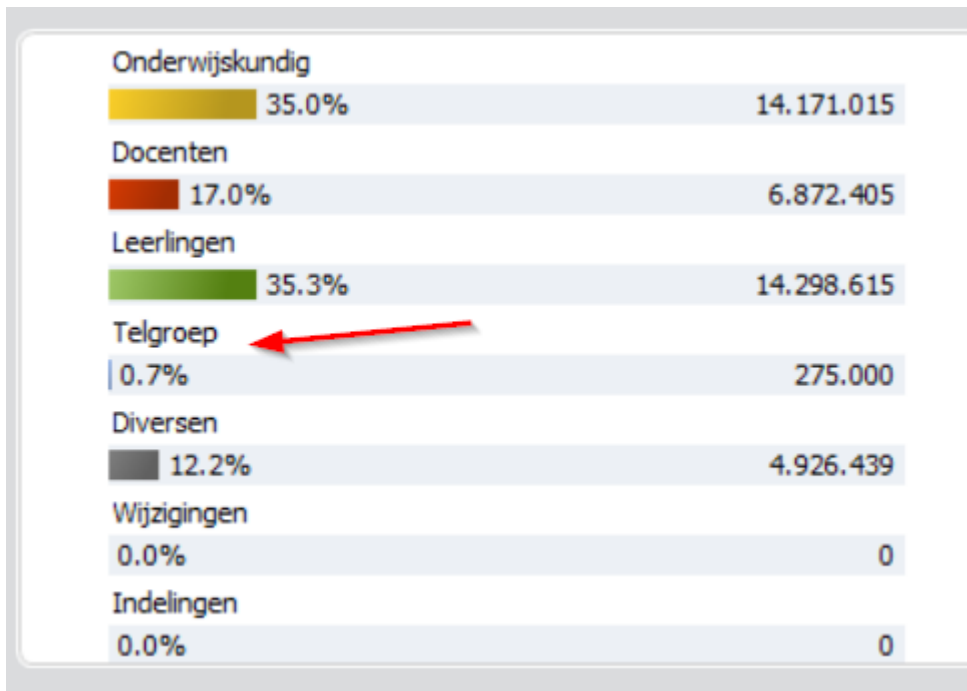 Onderwijskundig
35.0% 14.171.015
Docenten
17.0% 6.872.405
Leerlingen
35.3% 14.298.615
Telgroep
0.7% 275.000
Diversen
12.2% 4.926.439
Wijzigingen
0.0% 0
Indelingen
0.0% 0